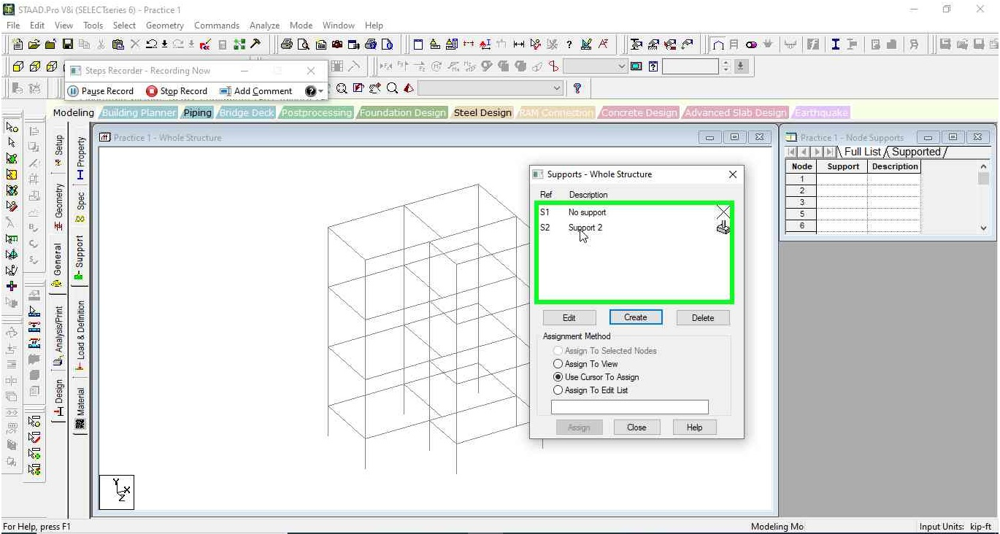 STAAD.Pro V8i (SELECTseries 6) - Practice 1
File Edit View Tools Select Geometry Commands Analyze Mode Window Help
Steps Recorder - Recording Now
Pause Record Stop Record Add Comment
Modeling Building Planner Piping Bridge Deck Postprocessing Foundation Design Steel Design RAM Connection Concrete Design Advanced Slab Design Earthquake
Setup
Geometry
General
Analysis/Print
Design
Property
Spec
Support
Load & Definition
Material
Practice 1 - Whole Structure
Supports - Whole Structure
Ref Description
S1 No support
S2 Support 2
Edit Create Delete
Assignment Method
Assign To Selected Nodes
Assign To View
Use Cursor To Assign
Assign To Edit List
Assign Close Help
Practice 1 - Node Supports
Full List Supported
Node Support Description
1
2
3
5
6
Y
X
Z
For Help, press F1 Modeling Mo Input Units: kip-ft